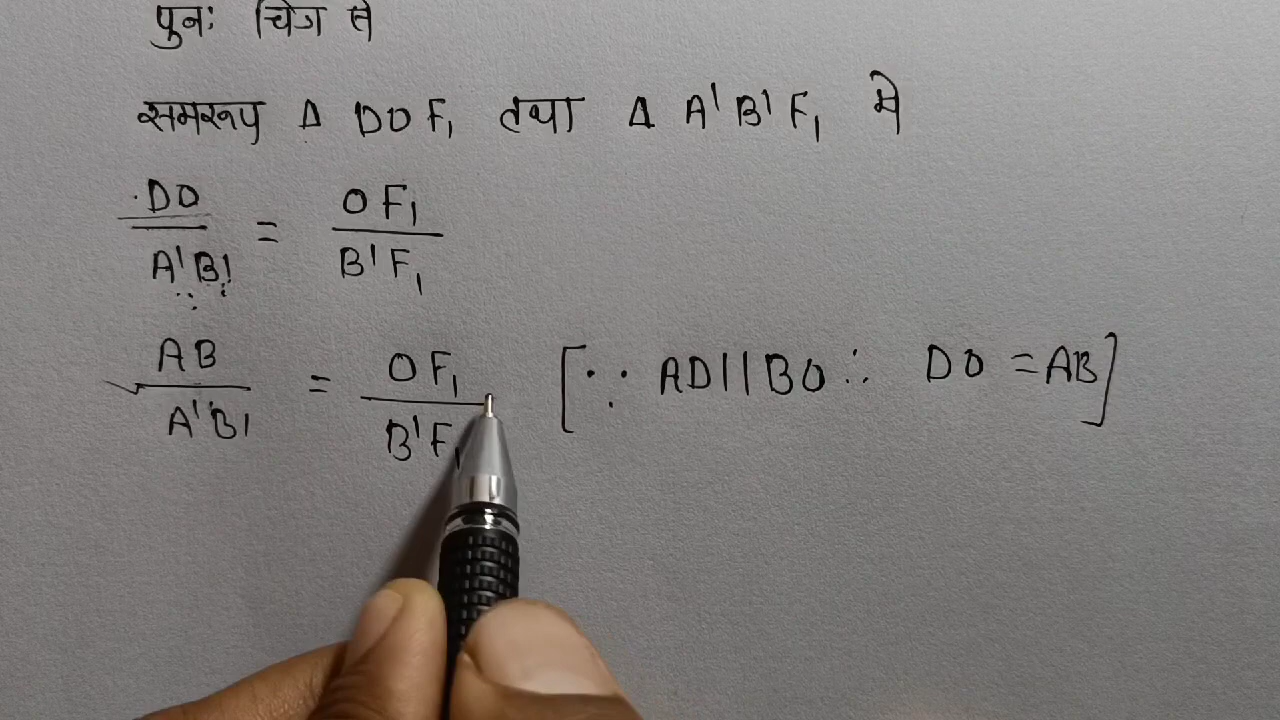 पुनः चित्र से
समरूप Δ DOF₁ तथा Δ A'B'F₁ मे
DO / A'B' = OF₁ / B'F₁
AB / A'B' = OF₁ / B'F₁ [∵ AD||BO ∴ DO = AB]